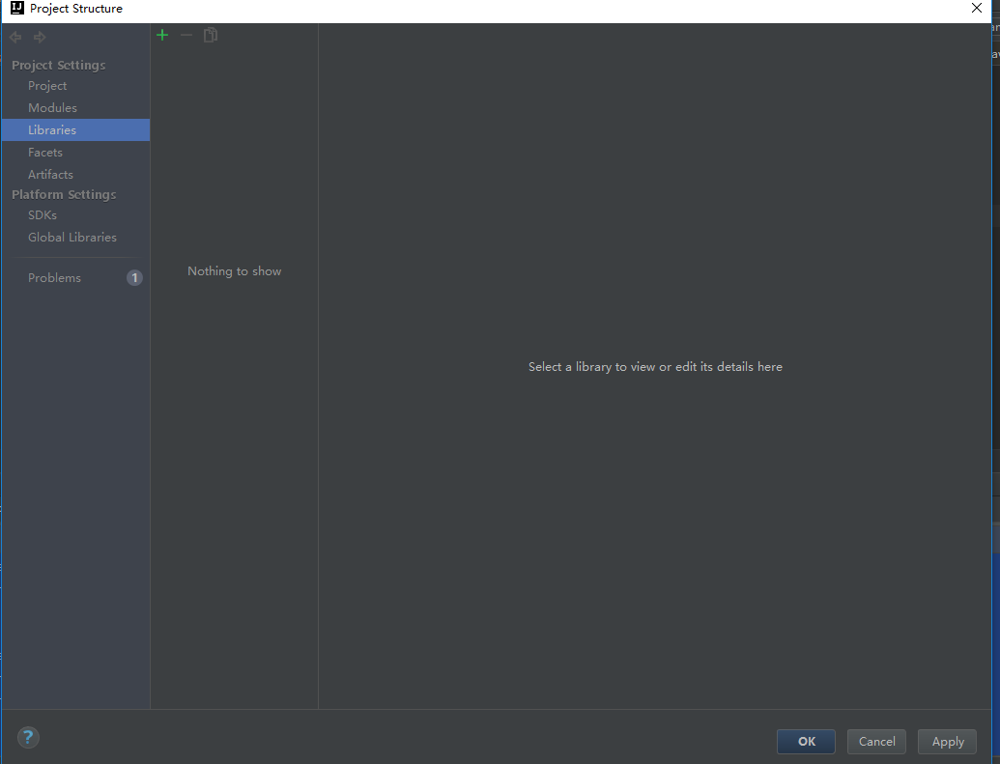 Project Structure
Project Settings
Project
Modules
Libraries
Facets
Artifacts
Platform Settings
SDKs
Global Libraries
Problems 1
Nothing to show
Select a library to view or edit its details here
? OK Cancel Apply